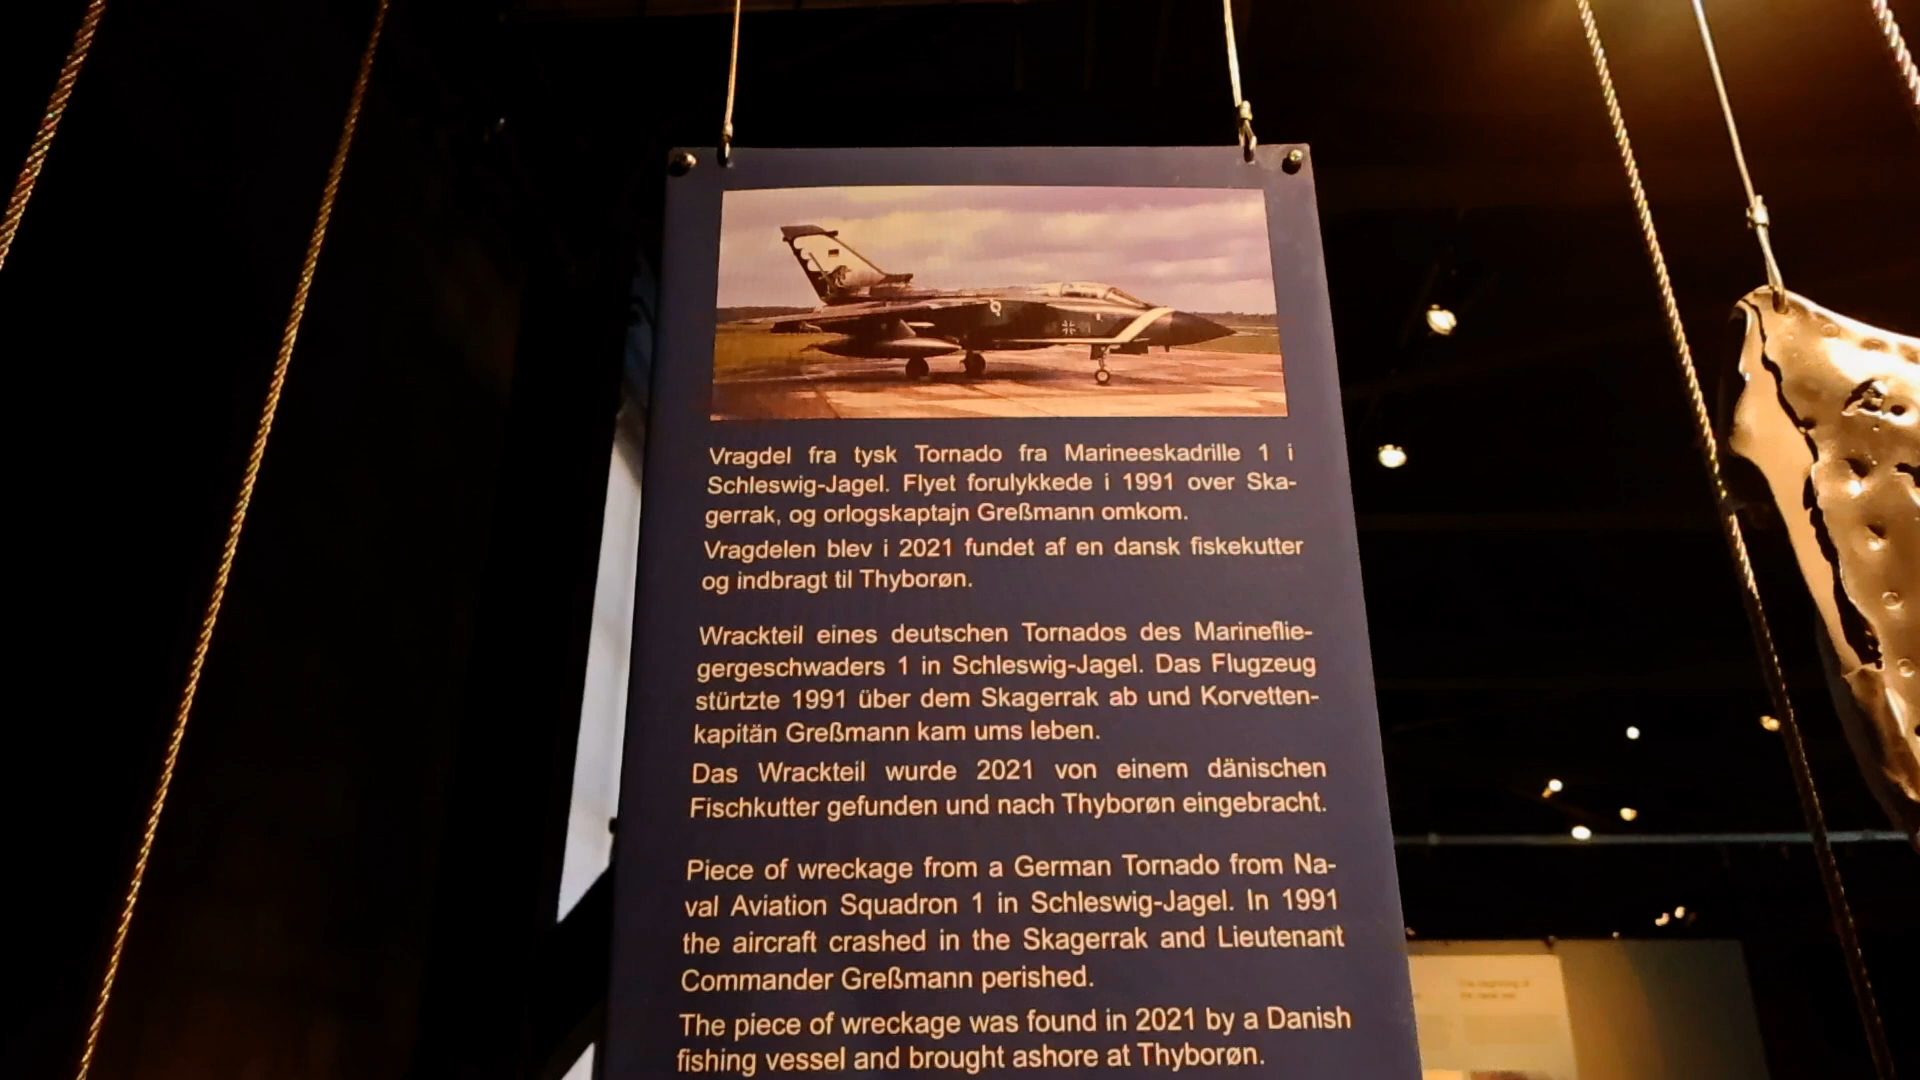 Vragdel fra tysk Tornado fra Marineeskadrille 1 i
Schleswig-Jagel. Flyet forulykkede i 1991 over Ska-
gerrak, og orlogskaptajn Greßmann omkom.
Vragdelen blev i 2021 fundet af en dansk fiskekutter
og indbragt til Thyborøn.
Wrackteil eines deutschen Tornados des Marineflie-
gergeschwaders 1 in Schleswig-Jagel. Das Flugzeug
stürtzte 1991 über dem Skagerrak ab und Korvetten-
kapitän Greßmann kam ums leben.
Das Wrackteil wurde 2021 von einem dänischen
Fischkutter gefunden und nach Thyborøn eingebracht.
Piece of wreckage from a German Tornado from Na-
val Aviation Squadron 1 in Schleswig-Jagel. In 1991
the aircraft crashed in the Skagerrak and Lieutenant
Commander Greßmann perished.
The piece of wreckage was found in 2021 by a Danish
fishing vessel and brought ashore at Thyborøn.